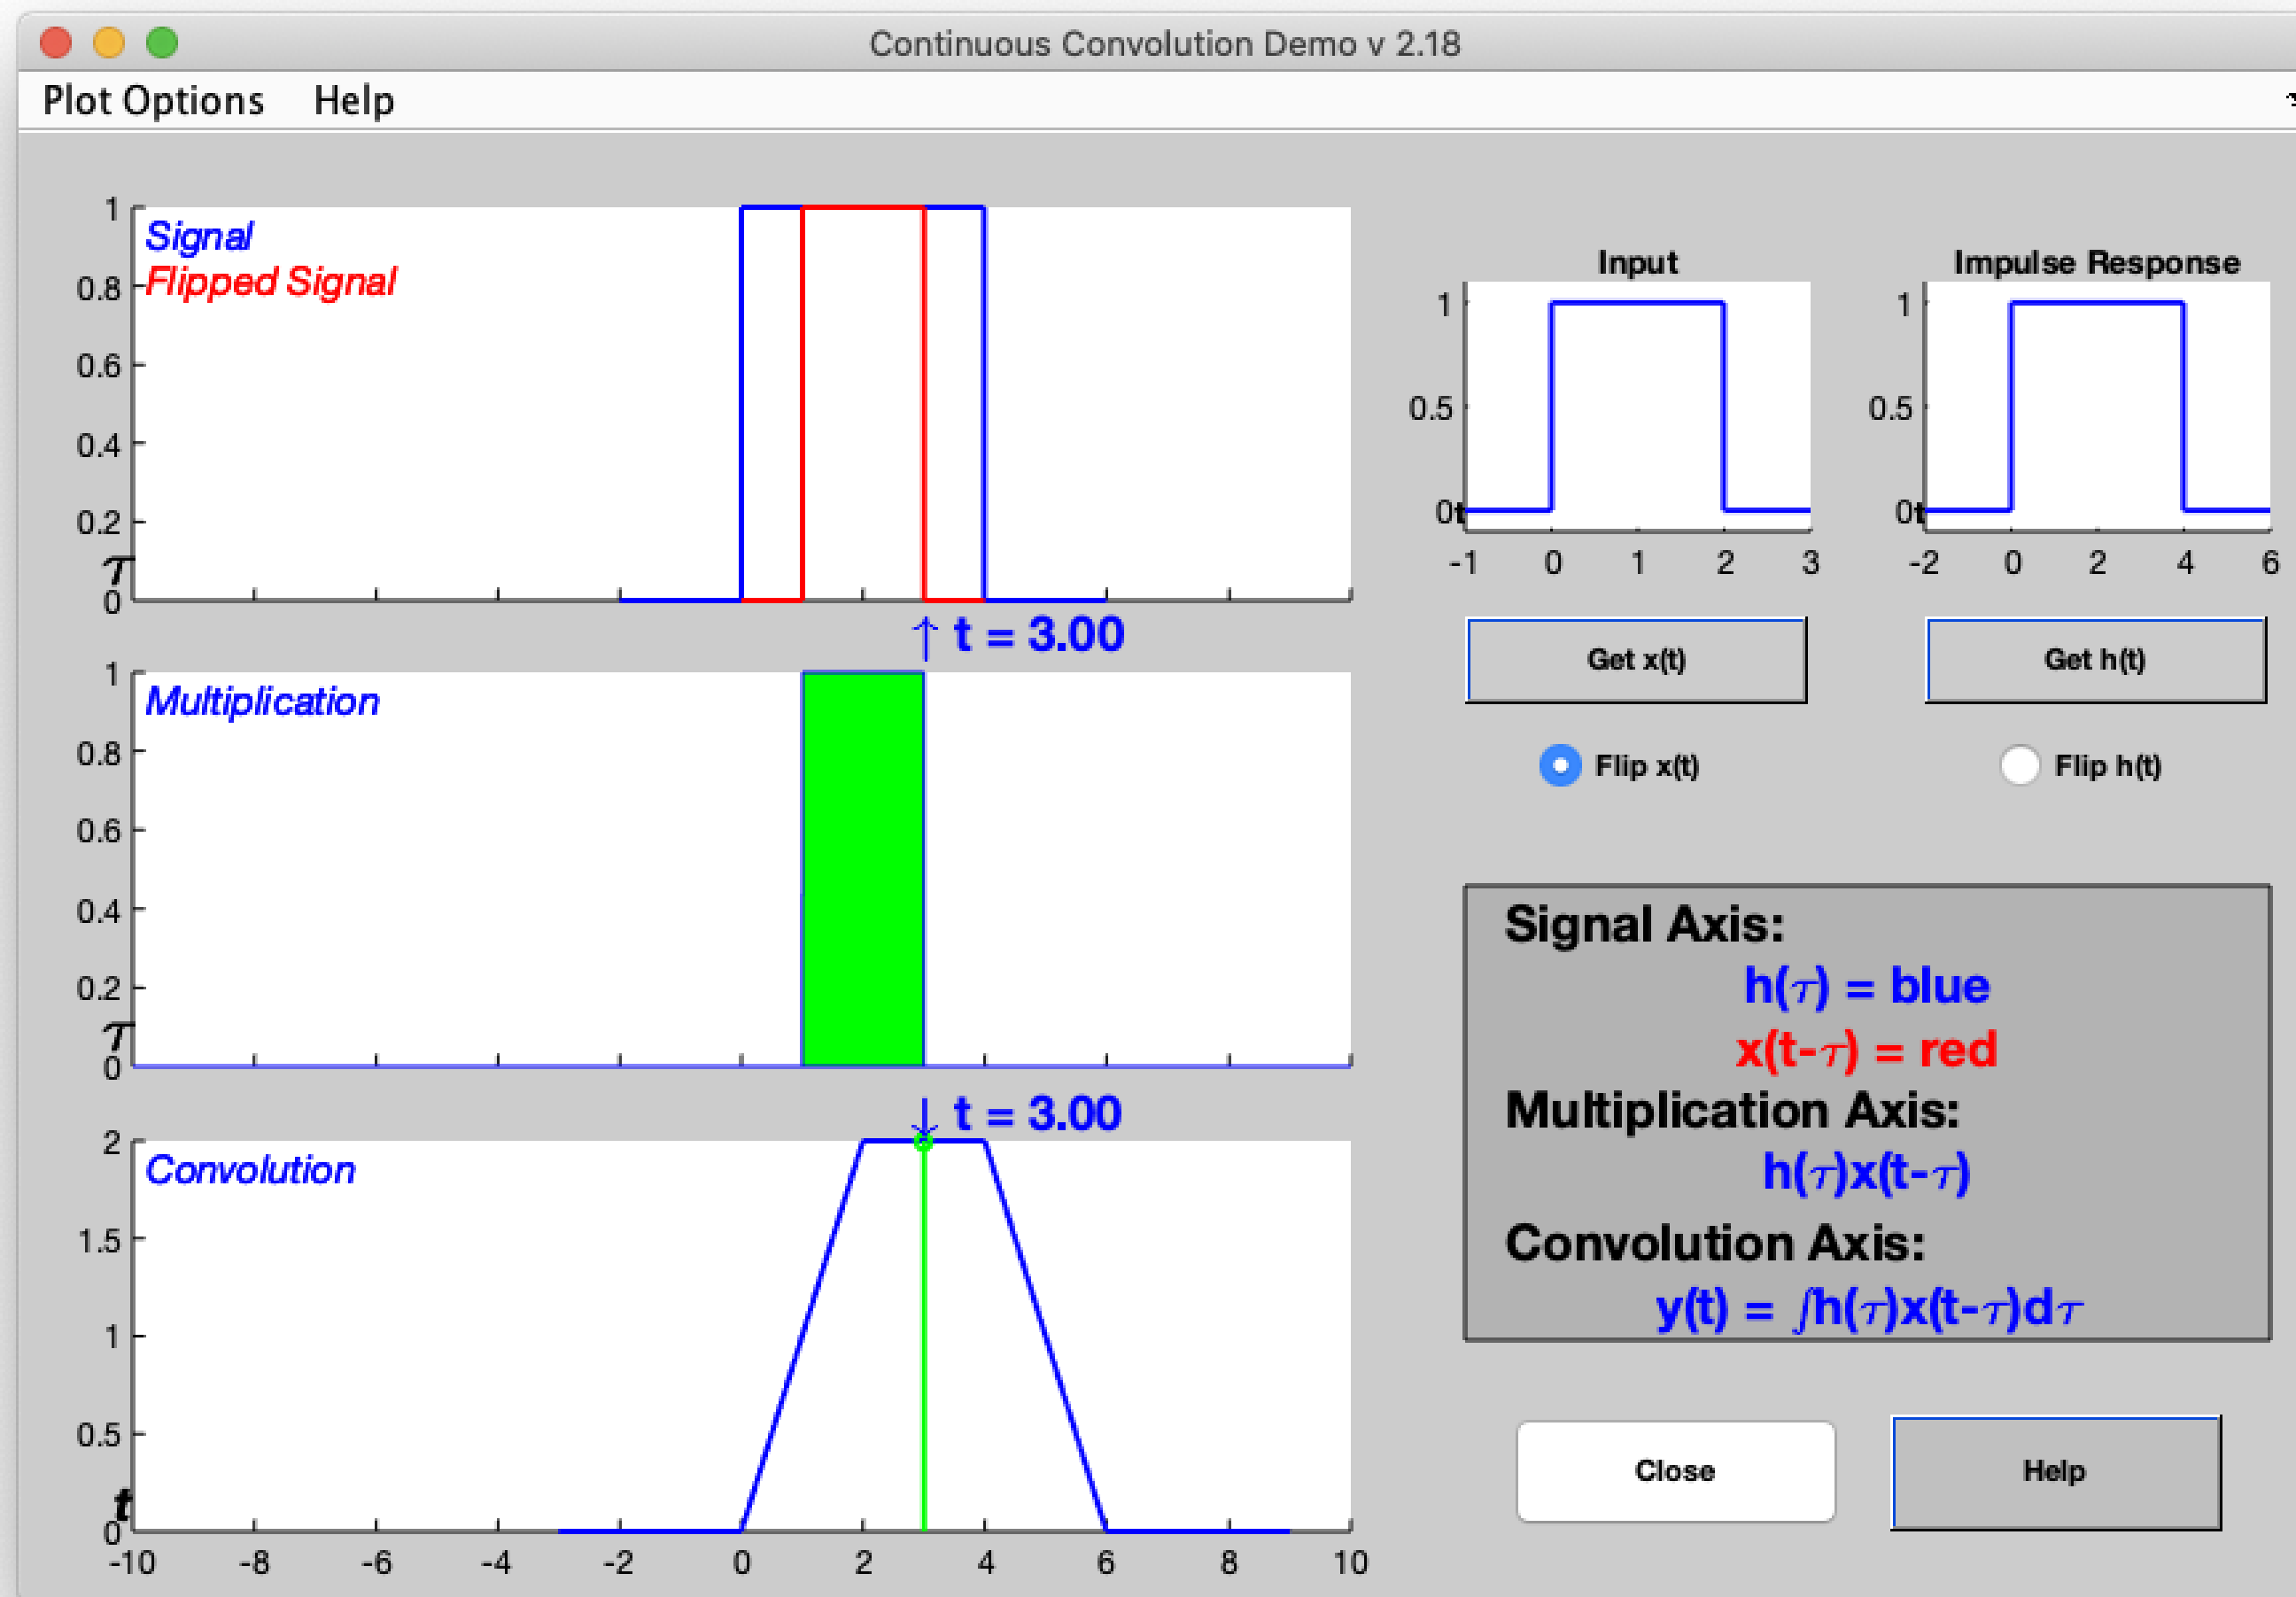 Continuous Convolution Demo v 2.18
Plot Options Help
Signal
Flipped Signal
1
0.8
0.6
0.4
0.2
τ
0
↑ t = 3.00
Multiplication
1
0.8
0.6
0.4
0.2
τ
0
↓ t = 3.00
Convolution
2
1.5
1
0.5
t
0
-10 -8 -6 -4 -2 0 2 4 6 8 10
Input
1
0.5
0t
-1 0 1 2 3
Impulse Response
1
0.5
0t
-2 0 2 4 6
Get x(t) Get h(t)
Flip x(t) Flip h(t)
Signal Axis:
h(τ) = blue
x(t-τ) = red
Multiplication Axis:
h(τ)x(t-τ)
Convolution Axis:
y(t) = ∫h(τ)x(t-τ)dτ
Close Help